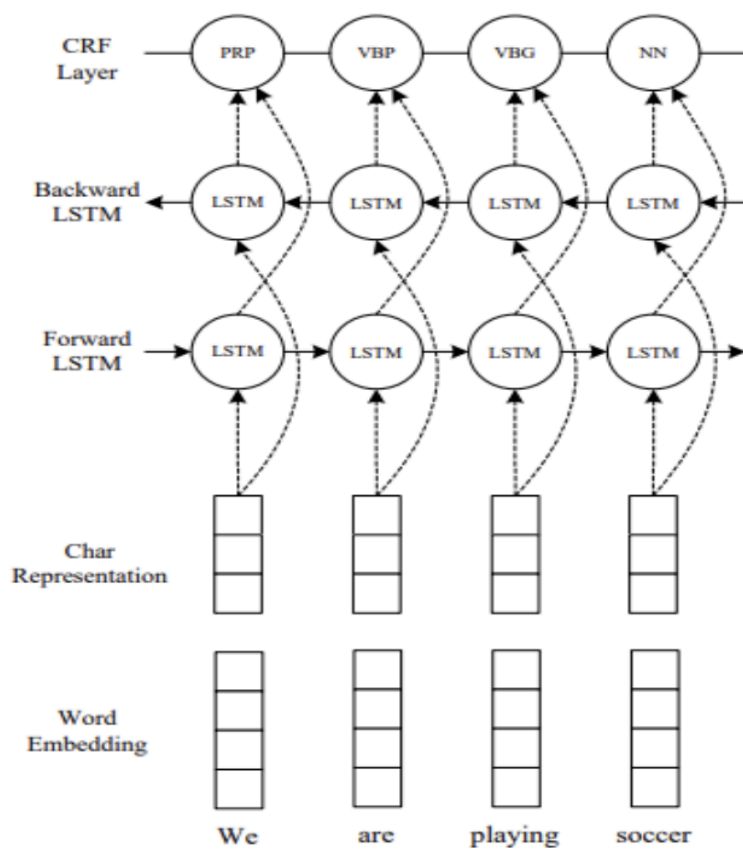 CRF
Layer
PRP VBP VBG NN
Backward
LSTM
LSTM LSTM LSTM LSTM
Forward
LSTM
LSTM LSTM LSTM LSTM
Char
Representation
Word
Embedding
We are playing soccer